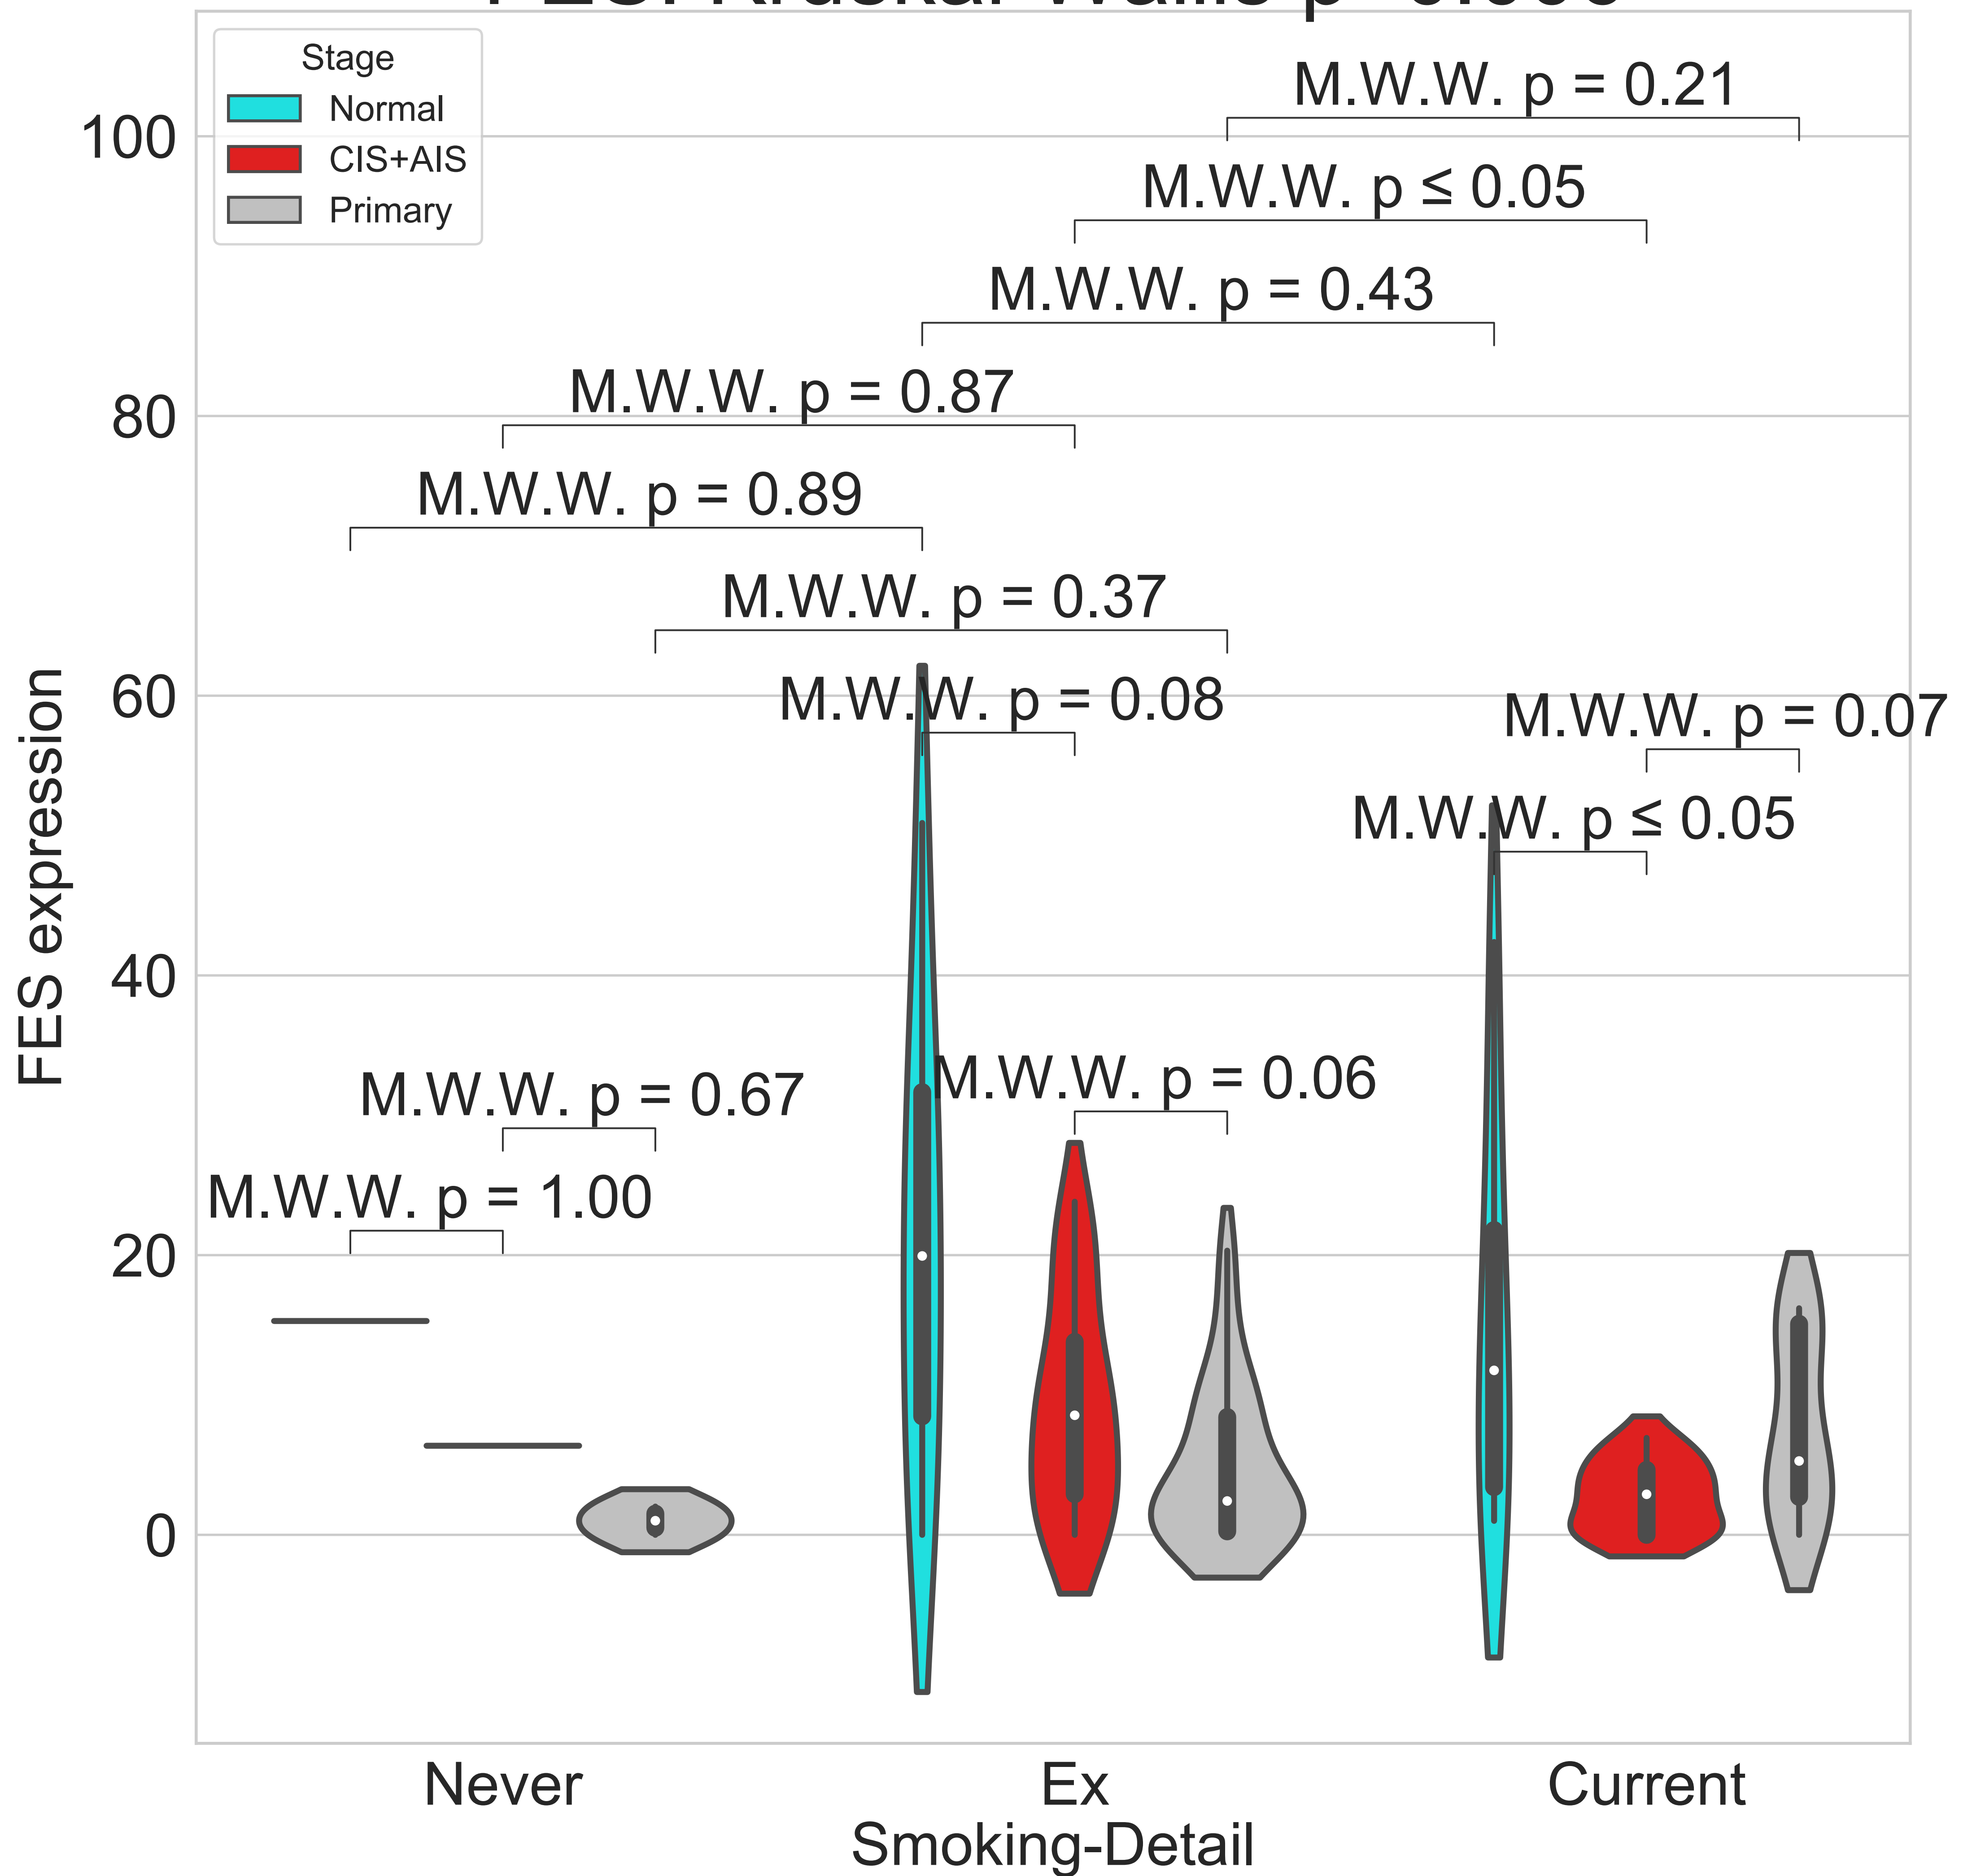 Stage
Normal
CIS+AIS
Primary
M.W.W. p = 0.21
M.W.W. p ≤ 0.05
M.W.W. p = 0.43
M.W.W. p = 0.87
M.W.W. p = 0.89
M.W.W. p = 0.37
M.W.W. p = 0.08
M.W.W. p = 0.07
M.W.W. p ≤ 0.05
M.W.W. p = 0.06
M.W.W. p = 0.67
M.W.W. p = 1.00
100
80
60
40
20
0
FES expression
Never
Ex
Current
Smoking-Detail